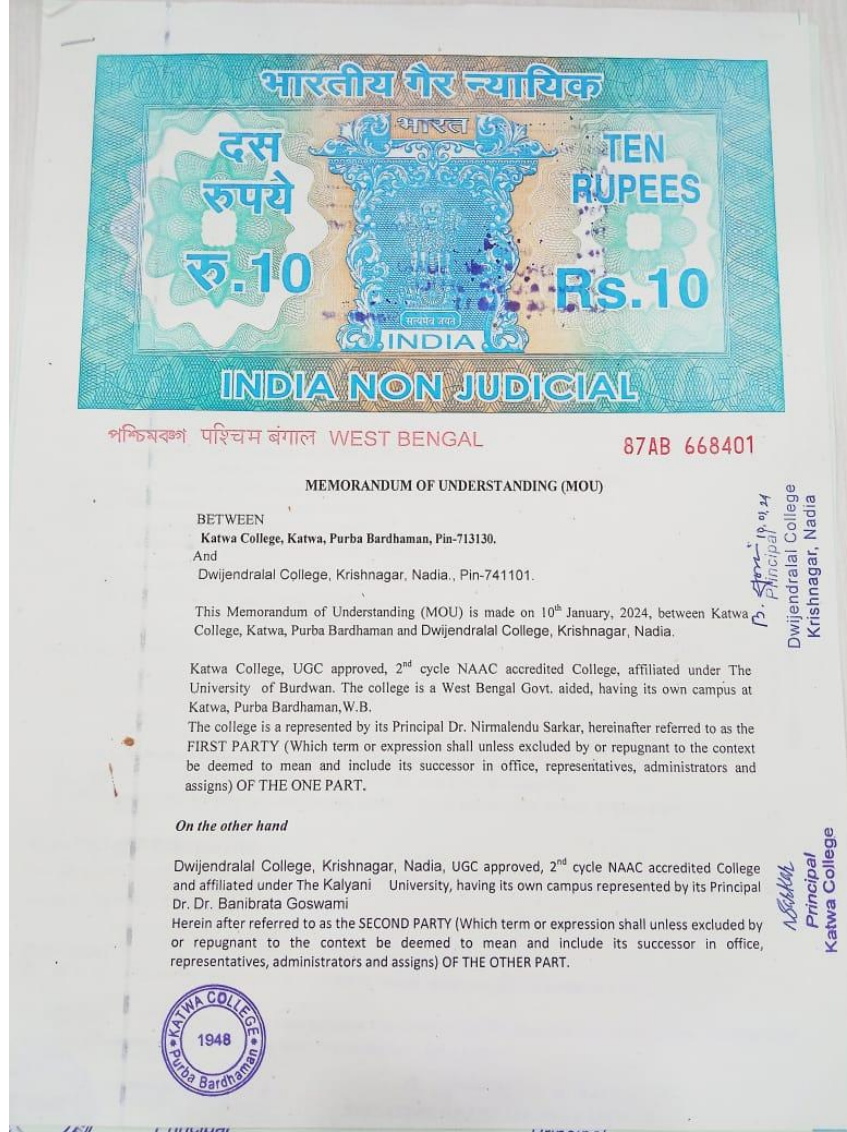 भारतीय गैर न्यायिक
भारत
दस
रुपये
रु.10
TEN
RUPEES
Rs.10
सत्यमेव जयते
INDIA
INDIA NON JUDICIAL
পশ্চিমবঙ্গ पश्चिम बंगाल WEST BENGAL
87AB 668401
MEMORANDUM OF UNDERSTANDING (MOU)
BETWEEN
Katwa College, Katwa, Purba Bardhaman, Pin-713130.
And
Dwijendralal College, Krishnagar, Nadia., Pin-741101.
This Memorandum of Understanding (MOU) is made on 10th January, 2024, between Katwa
College, Katwa, Purba Bardhaman and Dwijendralal College, Krishnagar, Nadia.
Katwa College, UGC approved, 2nd cycle NAAC accredited College, affiliated under The
University of Burdwan. The college is a West Bengal Govt. aided, having its own campus at
Katwa, Purba Bardhaman,W.B.
The college is a represented by its Principal Dr. Nirmalendu Sarkar, hereinafter referred to as the
FIRST PARTY (Which term or expression shall unless excluded by or repugnant to the context
be deemed to mean and include its successor in office, representatives, administrators and
assigns) OF THE ONE PART.
On the other hand
Dwijendralal College, Krishnagar, Nadia, UGC approved, 2nd cycle NAAC accredited College
and affiliated under The Kalyani University, having its own campus represented by its Principal
Dr. Dr. Banibrata Goswami
Herein after referred to as the SECOND PARTY (Which term or expression shall unless excluded by
or repugnant to the context be deemed to mean and include its successor in office,
representatives, administrators and assigns) OF THE OTHER PART.
Principal
Dwijendralal College
Krishnagar, Nadia
Principal
Katwa College
KATWA COLLEGE
1948
Purba Bardhaman